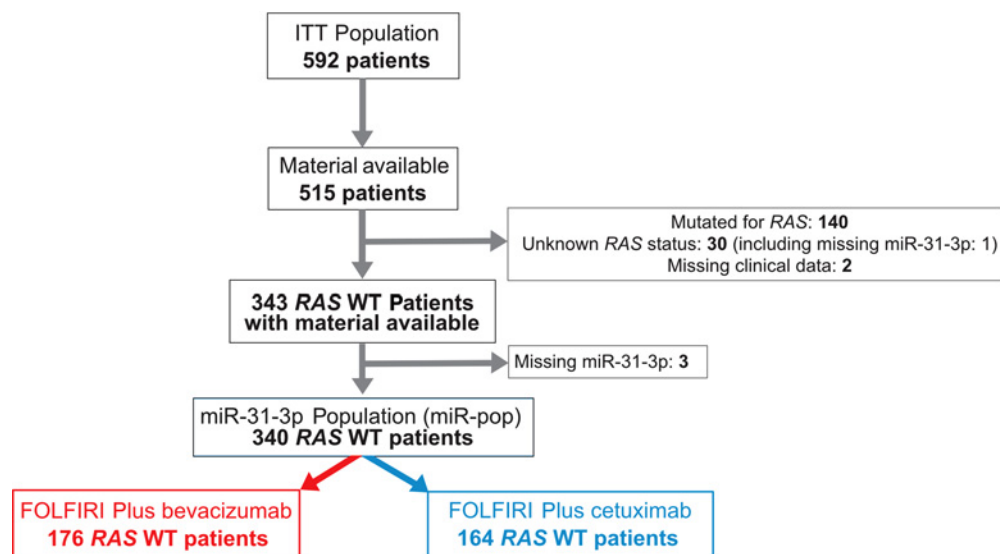 ITT Population
592 patients
Material available
515 patients
Mutated for RAS: 140
Unknown RAS status: 30 (including missing miR-31-3p: 1)
Missing clinical data: 2
343 RAS WT Patients
with material available
Missing miR-31-3p: 3
miR-31-3p Population (miR-pop)
340 RAS WT patients
FOLFIRI Plus bevacizumab
176 RAS WT patients
FOLFIRI Plus cetuximab
164 RAS WT patients